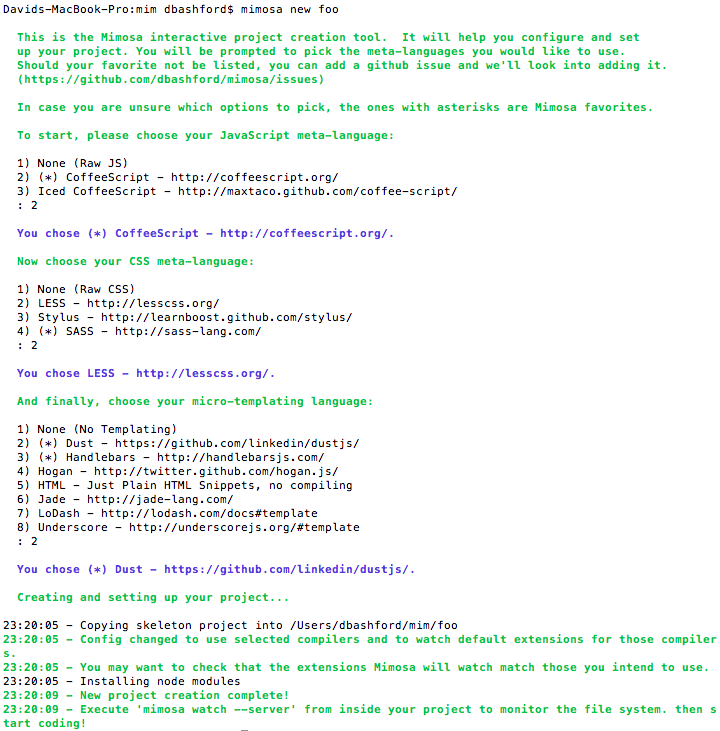 Davids-MacBook-Pro:mim dbashford$ mimosa new foo
This is the Mimosa interactive project creation tool.  It will help you configure and set
up your project. You will be prompted to pick the meta-languages you would like to use.
Should your favorite not be listed, you can add a github issue and we'll look into adding it.
(https://github.com/dbashford/mimosa/issues)
In case you are unsure which options to pick, the ones with asterisks are Mimosa favorites.
To start, please choose your JavaScript meta-language:
1) None (Raw JS)
2) (*) CoffeeScript - http://coffeescript.org/
3) Iced CoffeeScript - http://maxtaco.github.com/coffee-script/
: 2
You chose (*) CoffeeScript - http://coffeescript.org/.
Now choose your CSS meta-language:
1) None (Raw CSS)
2) LESS - http://lesscss.org/
3) Stylus - http://learnboost.github.com/stylus/
4) (*) SASS - http://sass-lang.com/
: 2
You chose LESS - http://lesscss.org/.
And finally, choose your micro-templating language:
1) None (No Templating)
2) (*) Dust - https://github.com/linkedin/dustjs/
3) (*) Handlebars - http://handlebarsjs.com/
4) Hogan - http://twitter.github.com/hogan.js/
5) HTML - Just Plain HTML Snippets, no compiling
6) Jade - http://jade-lang.com/
7) LoDash - http://lodash.com/docs#template
8) Underscore - http://underscorejs.org/#template
: 2
You chose (*) Dust - https://github.com/linkedin/dustjs/.
Creating and setting up your project...
23:20:05 - Copying skeleton project into /Users/dbashford/mim/foo
23:20:05 - Config changed to use selected compilers and to watch default extensions for those compiler
s.
23:20:05 - You may want to check that the extensions Mimosa will watch match those you intend to use.
23:20:05 - Installing node modules
23:20:09 - New project creation complete!
23:20:09 - Execute 'mimosa watch --server' from inside your project to monitor the file system. then s
tart coding!